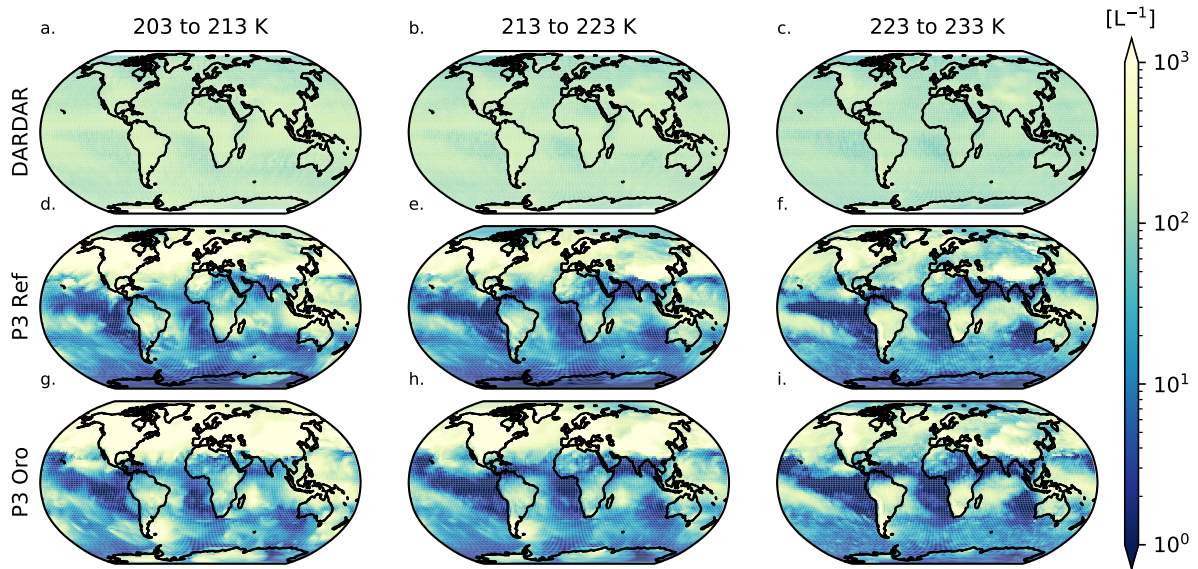 a. 203 to 213 K
b. 213 to 223 K
c. 223 to 233 K
[L⁻¹]
DARDAR
10³
d.
e.
f.
10²
P3 Ref
g.
h.
i.
10¹
P3 Oro
10⁰